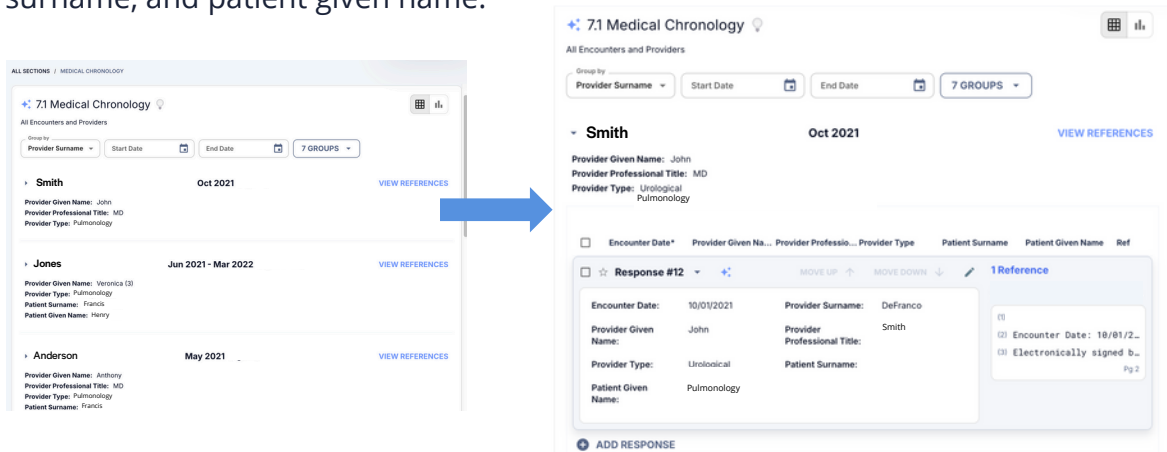 surname, and patient given name.
ALL SECTIONS / MEDICAL CHRONOLOGY
7.1 Medical Chronology
All Encounters and Providers
Group by
Provider Surname
Start Date
End Date
7 GROUPS
Smith Oct 2021 VIEW REFERENCES
Provider Given Name: John
Provider Professional Title: MD
Provider Type: Pulmonology
Jones Jun 2021 - Mar 2022 VIEW REFERENCES
Provider Given Name: Veronica (3)
Provider Type: Pulmonology
Patient Surname: Francis
Patient Given Name: Henry
Anderson May 2021 VIEW REFERENCES
Provider Given Name: Anthony
Provider Professional Title: MD
Provider Type: Pulmonology
Patient Surname: Francis
7.1 Medical Chronology
All Encounters and Providers
Group by
Provider Surname
Start Date
End Date
7 GROUPS
Smith Oct 2021 VIEW REFERENCES
Provider Given Name: John
Provider Professional Title: MD
Provider Type: Urological
Pulmonology
Encounter Date* Provider Given Na... Provider Professio... Provider Type Patient Surname Patient Given Name Ref
Response #12 MOVE UP MOVE DOWN 1 Reference
Encounter Date: 10/01/2021 Provider Surname: DeFranco
Provider Given Name: John Provider Professional Title: Smith
Provider Type: Urological Patient Surname:
Patient Given Name: Pulmonology
(1)
(2) Encounter Date: 10/01/2...
(3) Electronically signed b...
Pg 2
ADD RESPONSE